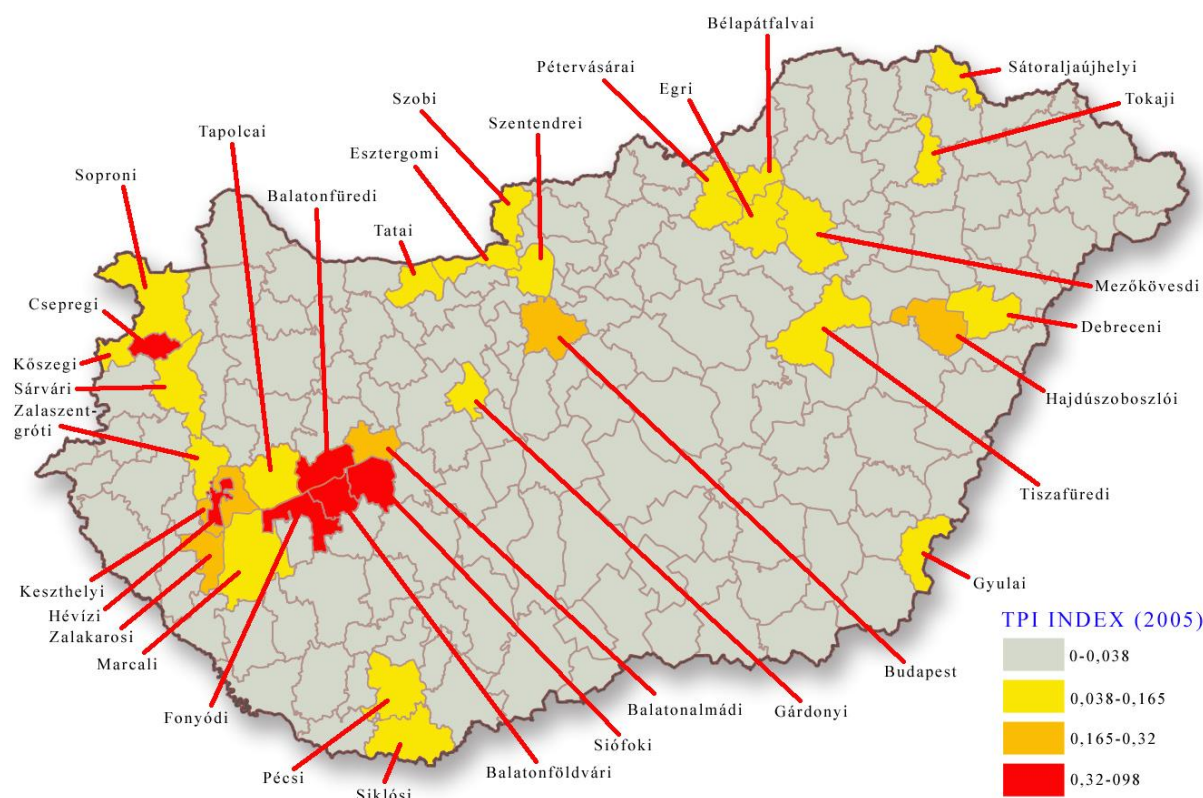 Bélapátfalvai
Pétervásárai
Sátoraljaújhelyi
Egri
Tokaji
Szobi
Szentendrei
Tapolcai
Esztergomi
Soproni
Balatonfüredi
Tatai
Csepregi
Mezőkövesdi
Debreceni
Kőszegi
Sárvári
Zalaszent-
gróti
Hajdúszoboszlói
Tiszafüredi
Keszthelyi
Hévízi
Zalakarosi
Marcali
Gyulai
Fonyódi
Pécsi
Siklósi
Balatonföldvári
Siófoki
Balatonalmádi
Gárdonyi
Budapest
TPI INDEX (2005)
0-0,038
0,038-0,165
0,165-0,32
0,32-098